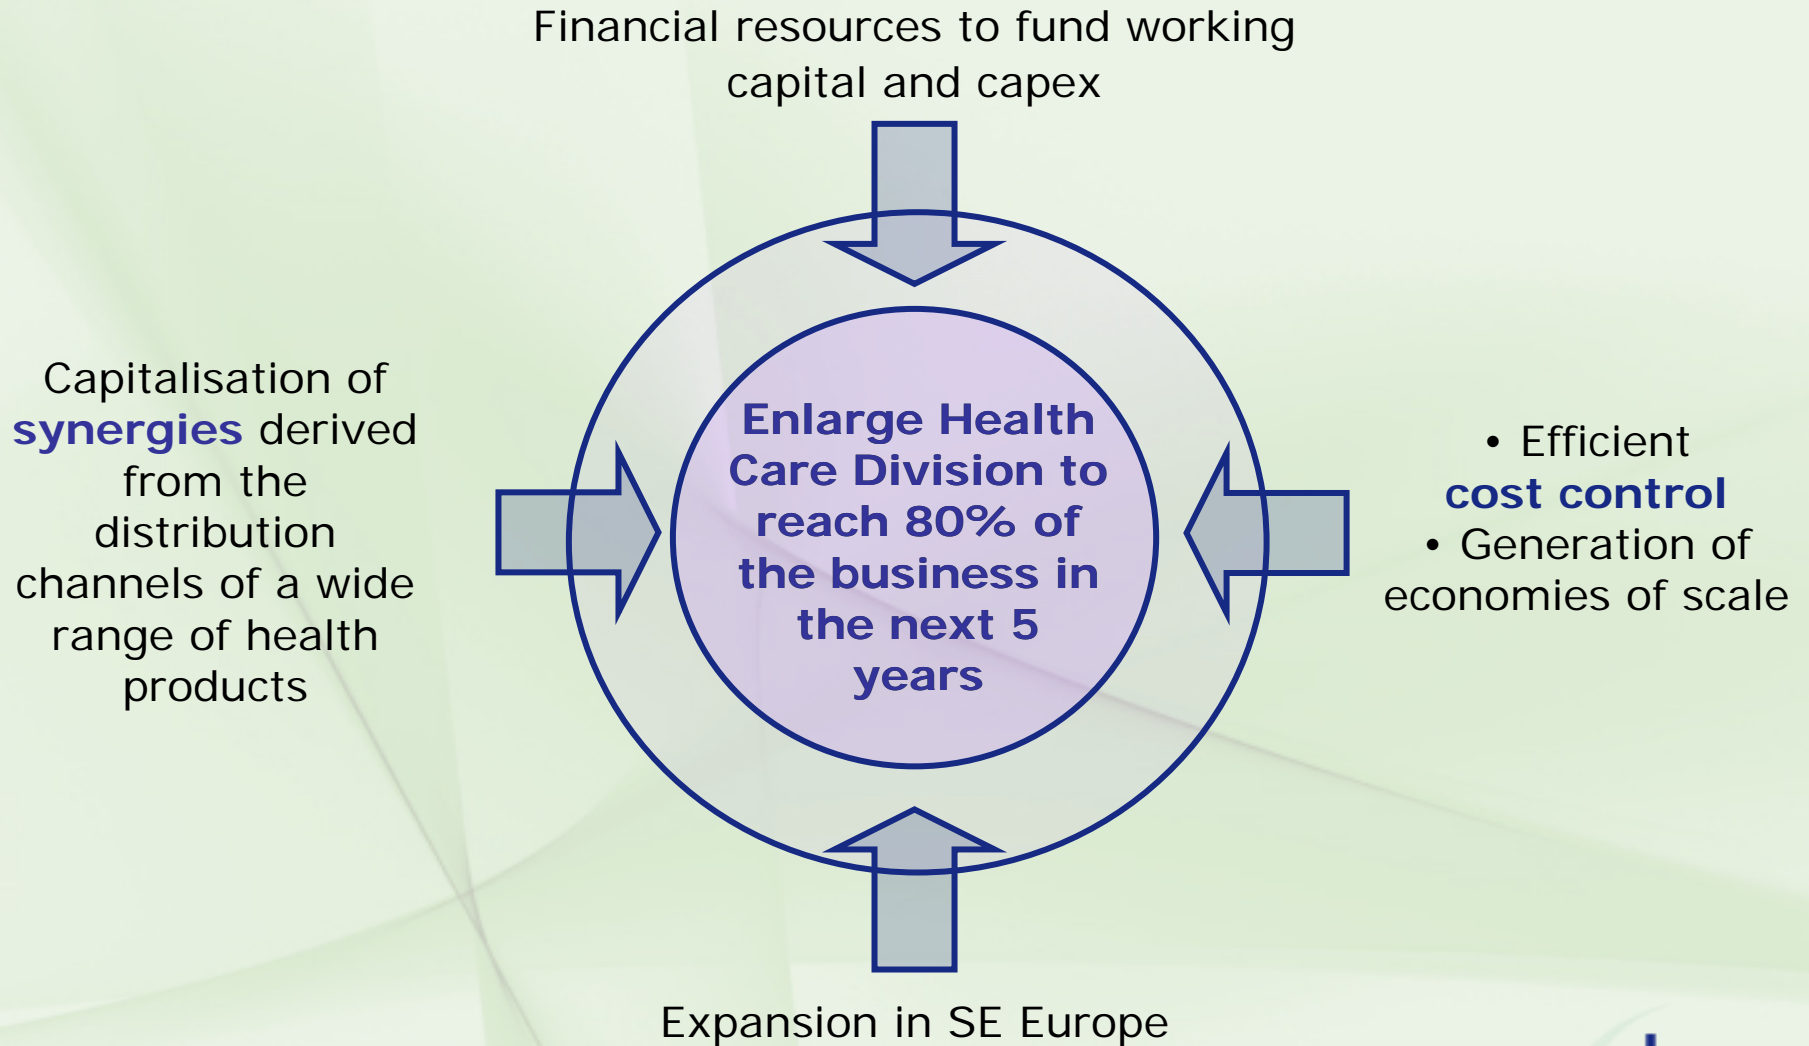 Financial resources to fund working
capital and capex
Capitalisation of
synergies derived
from the
distribution
channels of a wide
range of health
products
Enlarge Health
Care Division to
reach 80% of
the business in
the next 5
years
• Efficient
cost control
• Generation of
economies of scale
Expansion in SE Europe